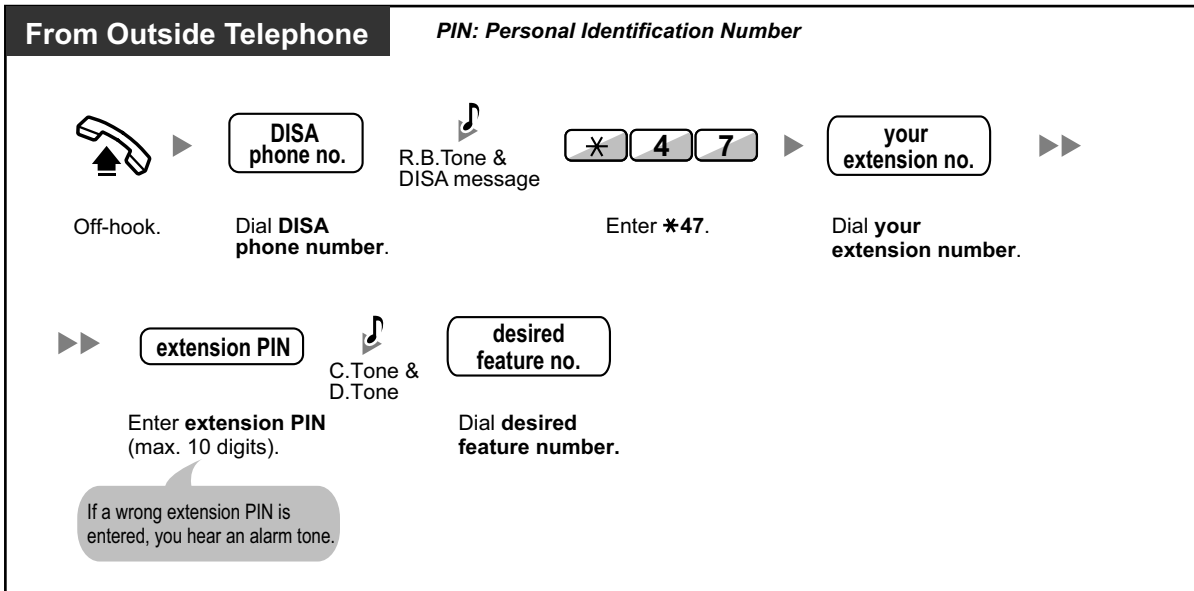 From Outside Telephone
PIN: Personal Identification Number
DISA
phone no.
R.B.Tone &
DISA message
* 4 7
your
extension no.
Off-hook.
Dial DISA
phone number.
Enter *47.
Dial your
extension number.
extension PIN
C.Tone &
D.Tone
desired
feature no.
Enter extension PIN
(max. 10 digits).
Dial desired
feature number.
If a wrong extension PIN is
entered, you hear an alarm tone.